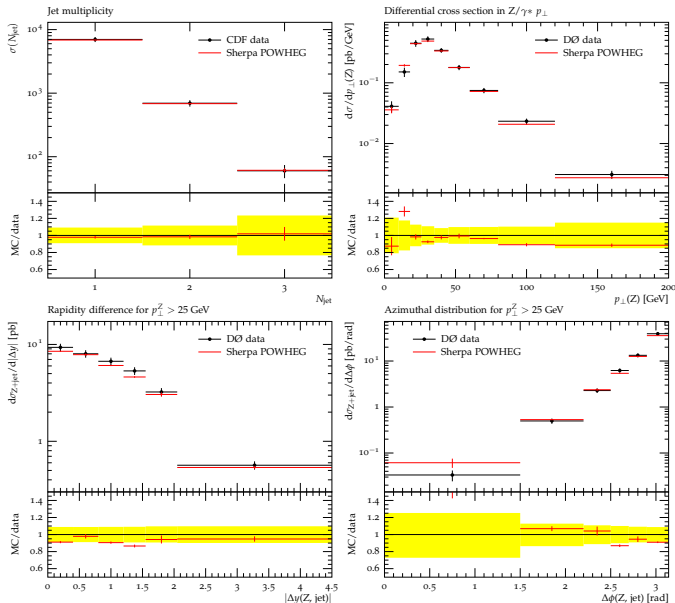 Jet multiplicity
σ(N_jet)
CDF data
Sherpa POWHEG
10^4
10^3
10^2
MC/data
1.4
1.2
1
0.8
0.6
1
2
3
N_jet
Differential cross section in Z/γ* p⊥
dσ/dp⊥(Z) [pb/GeV]
DØ data
Sherpa POWHEG
10^−1
10^−2
MC/data
1.4
1.2
1
0.8
0.6
0
50
100
150
200
p⊥(Z) [GeV]
Rapidity difference for p⊥^Z > 25 GeV
dσ_Z+jet/d|Δy| [pb]
DØ data
Sherpa POWHEG
10^1
1
MC/data
1.4
1.2
1
0.8
0.6
0
0.5
1
1.5
2
2.5
3
3.5
4
4.5
|Δy(Z, jet)|
Azimuthal distribution for p⊥^Z > 25 GeV
dσ_Z+jet/dΔφ [pb/rad]
DØ data
Sherpa POWHEG
10^1
1
10^−1
10^−2
MC/data
1.4
1.2
1
0.8
0.6
0
0.5
1
1.5
2
2.5
3
Δφ(Z, jet) [rad]